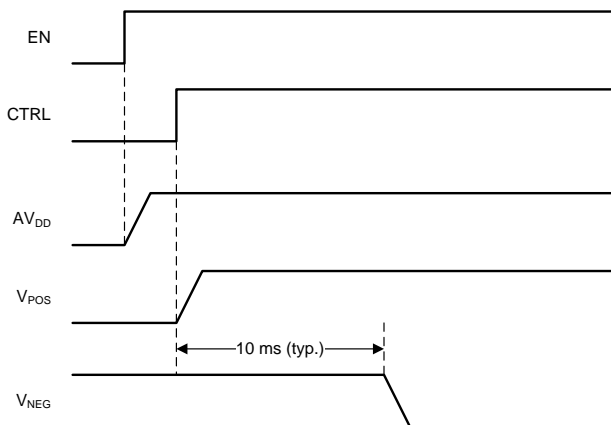 EN
CTRL
AVDD
VPOS
10 ms (typ.)
VNEG